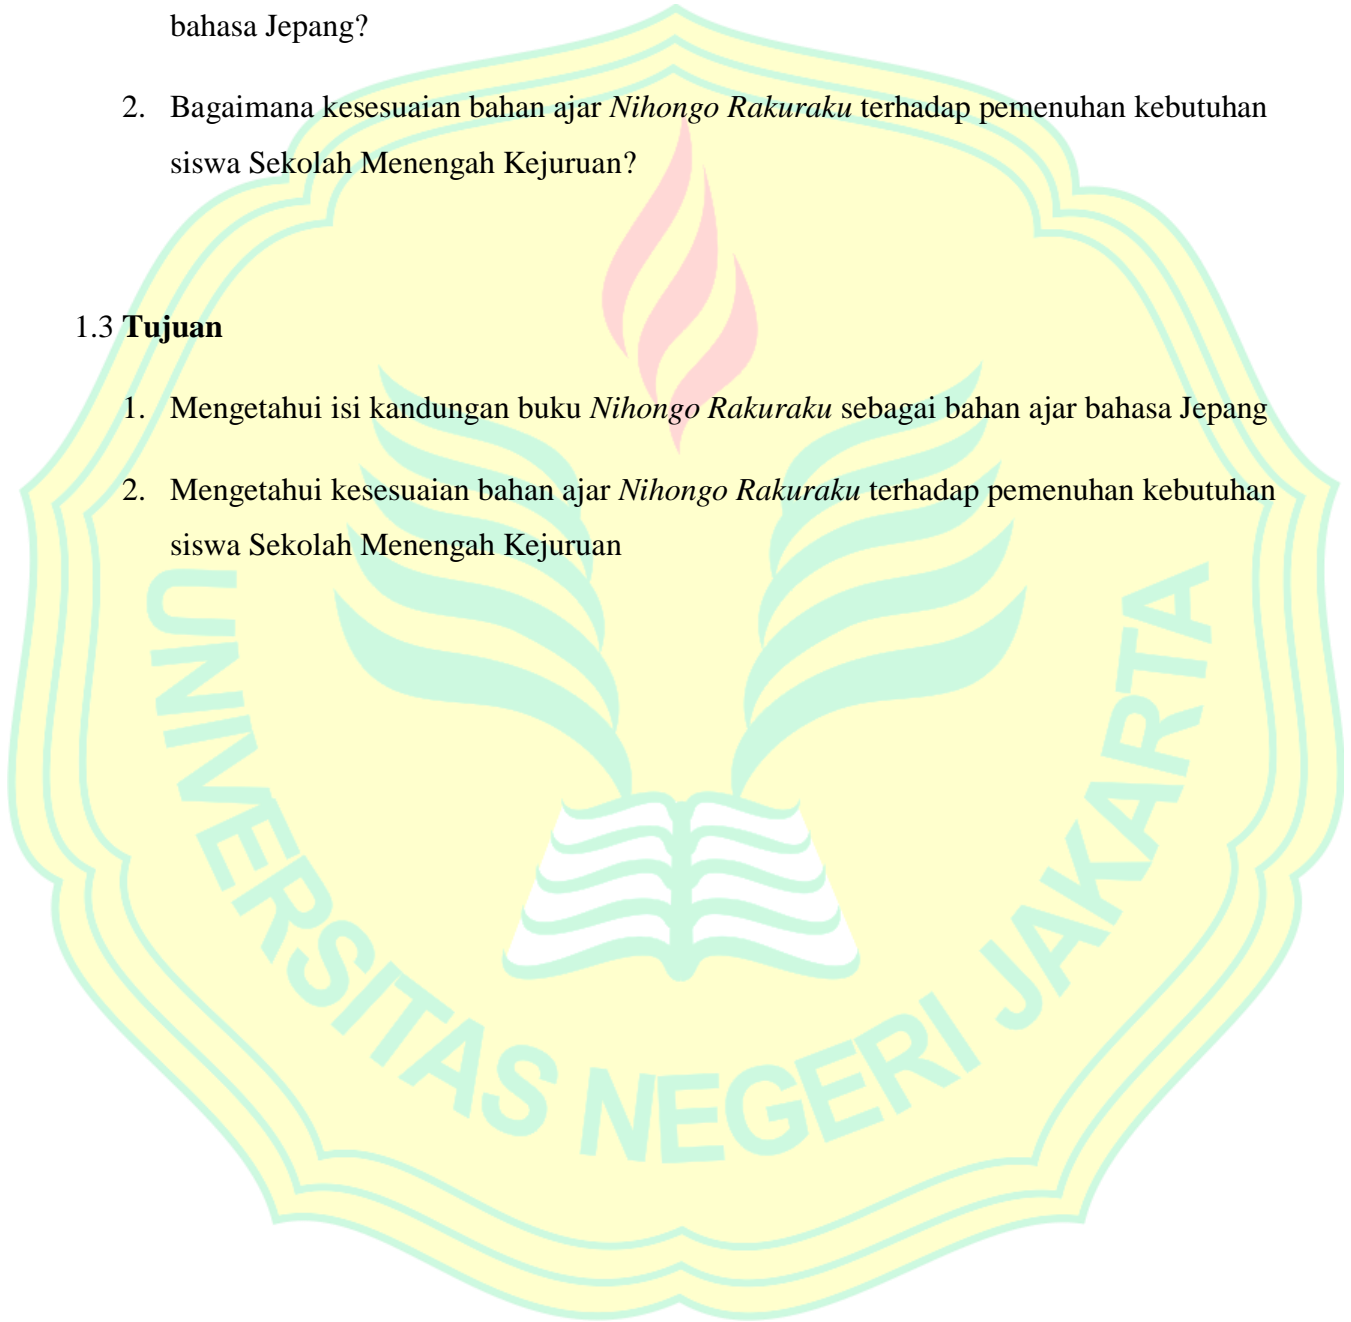 bahasa Jepang?
2. Bagaimana kesesuaian bahan ajar Nihongo Rakuraku terhadap pemenuhan kebutuhan
siswa Sekolah Menengah Kejuruan?
1.3 Tujuan
1. Mengetahui isi kandungan buku Nihongo Rakuraku sebagai bahan ajar bahasa Jepang
2. Mengetahui kesesuaian bahan ajar Nihongo Rakuraku terhadap pemenuhan kebutuhan
siswa Sekolah Menengah Kejuruan
UNIVERSITAS NEGERI JAKARTA